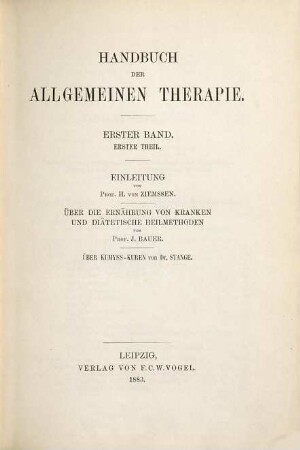 HANDBUCH
DER
ALLGEMEINEN THERAPIE.
ERSTER BAND.
ERSTER THEIL.
EINLEITUNG
VON
PROF. H. VON ZIEMSSEN.
ÜBER DIE ERNÄHRUNG VON KRANKEN
UND DIÄTETISCHE HEILMETHODEN
VON
PROF. J. BAUER.
ÜBER KUMYSS-KUREN VON DR. STANGE.
LEIPZIG,
VERLAG VON F. C. W. VOGEL.
1883.